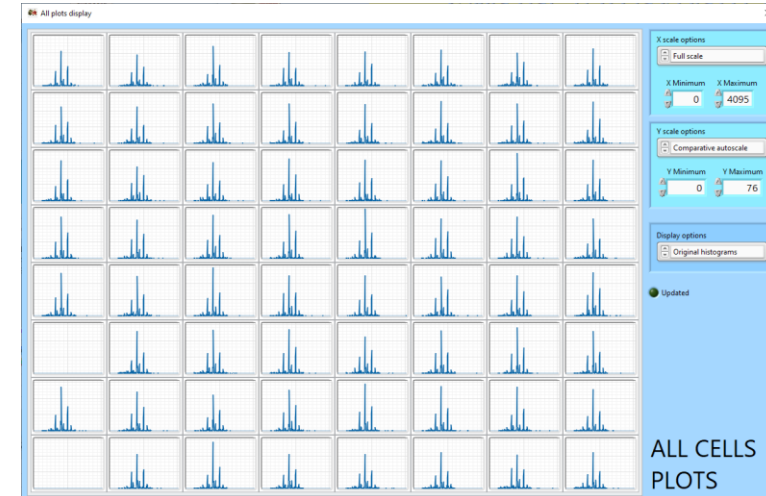 All plots display
X scale options
Full scale
X Minimum X Maximum
0 4095
Y scale options
Comparative autoscale
Y Minimum Y Maximum
0 76
Display options
Original histograms
Updated
ALL CELLS
PLOTS